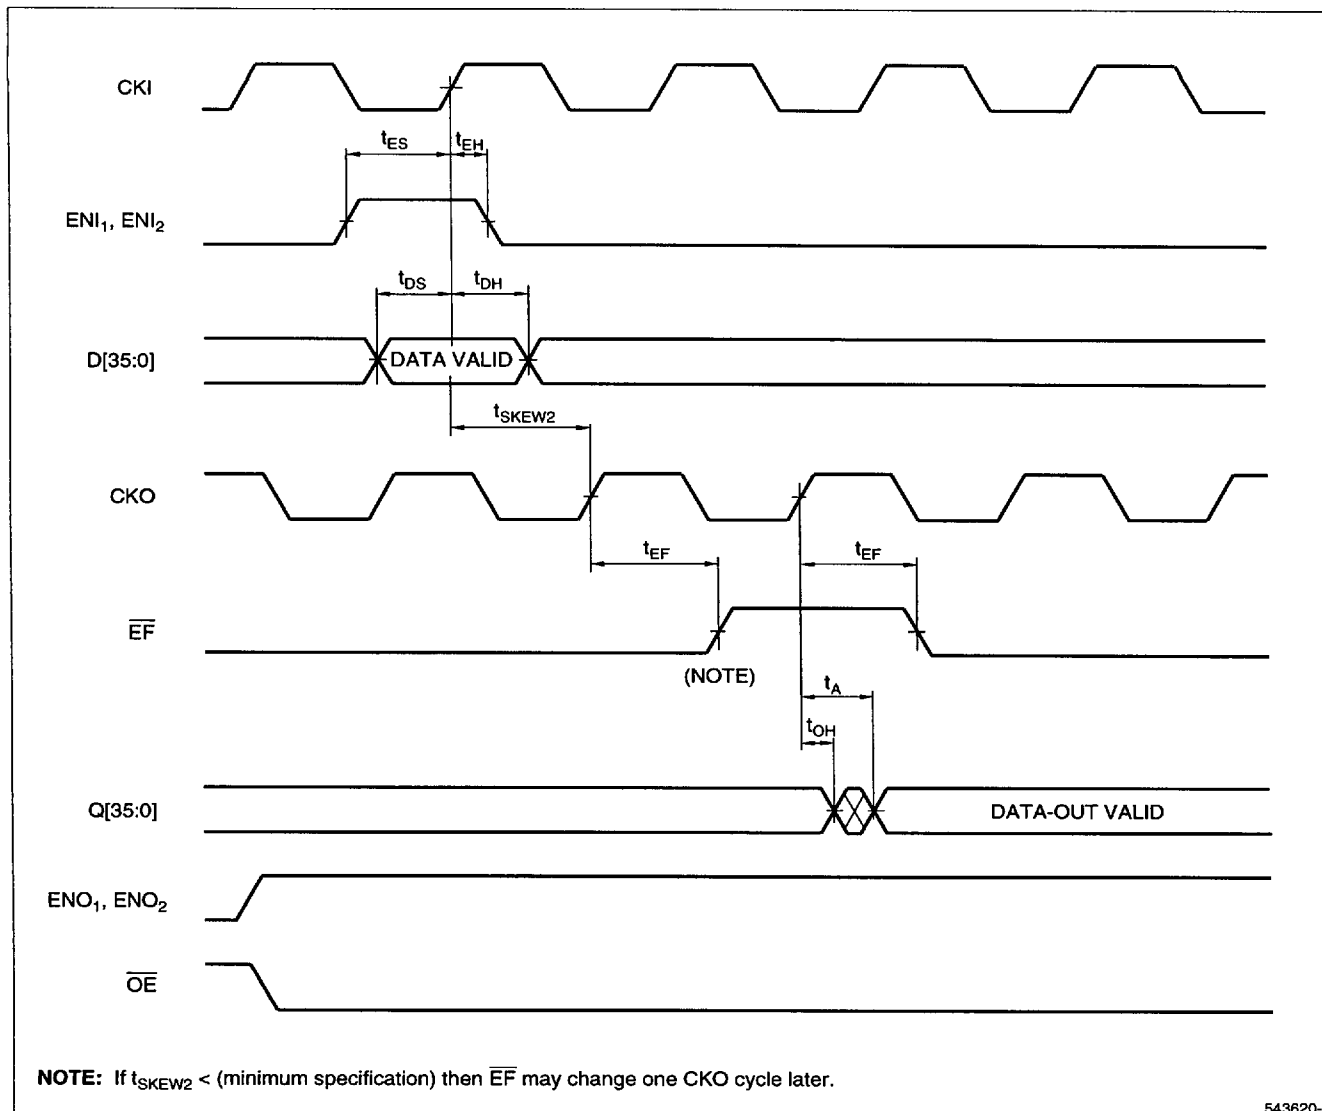 CKI
tES tEH
ENI1, ENI2
tDS tDH
D[35:0] DATA VALID
tSKEW2
CKO
tEF tEF
EF
(NOTE)
tA
tOH
Q[35:0] DATA-OUT VALID
ENO1, ENO2
OE
NOTE: If tSKEW2 < (minimum specification) then EF may change one CKO cycle later.